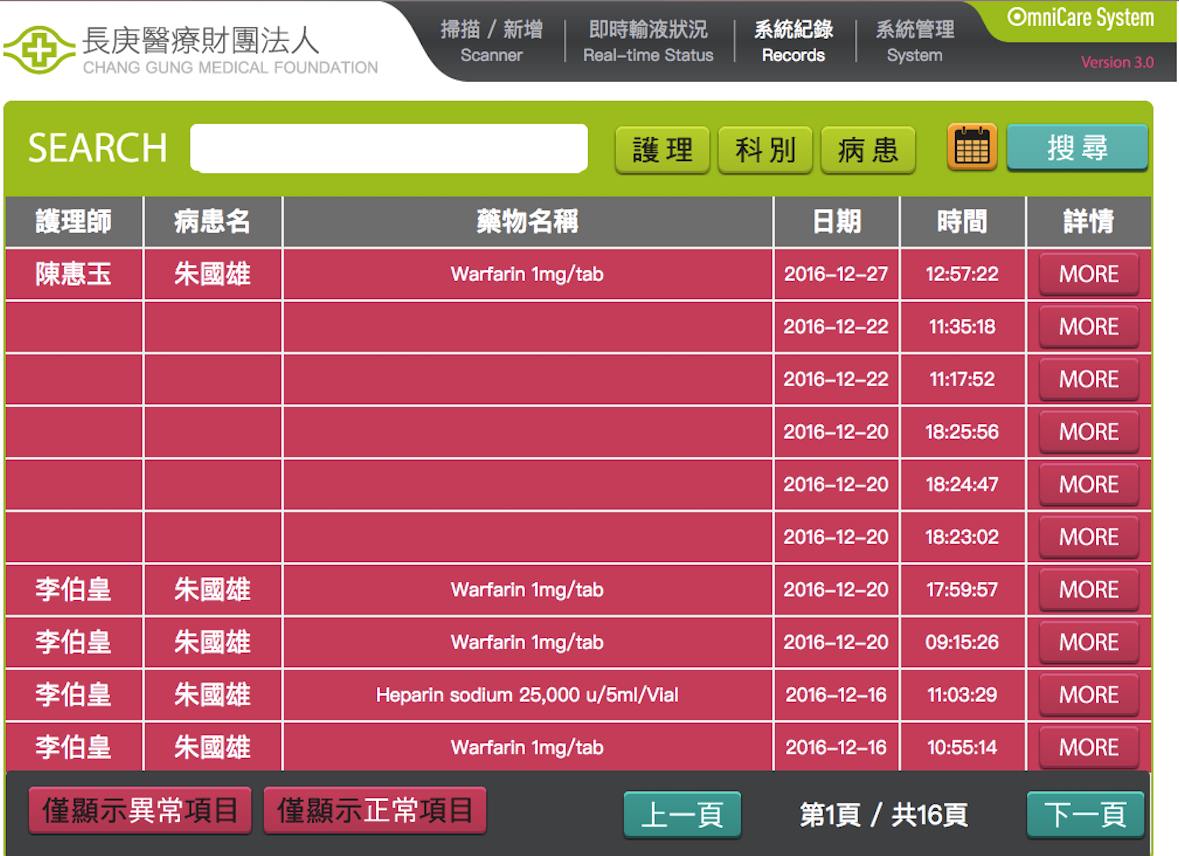 長庚醫療財團法人
CHANG GUNG MEDICAL FOUNDATION
掃描 / 新增
Scanner
即時輸液狀況
Real-time Status
系統紀錄
Records
系統管理
System
OmniCare System
Version 3.0
SEARCH 護理 科別 病患 搜尋
護理師 病患名 藥物名稱 日期 時間 詳情
陳惠玉 朱國雄 Warfarin 1mg/tab 2016-12-27 12:57:22 MORE
2016-12-22 11:35:18 MORE
2016-12-22 11:17:52 MORE
2016-12-20 18:25:56 MORE
2016-12-20 18:24:47 MORE
2016-12-20 18:23:02 MORE
李伯皇 朱國雄 Warfarin 1mg/tab 2016-12-20 17:59:57 MORE
李伯皇 朱國雄 Warfarin 1mg/tab 2016-12-20 09:15:26 MORE
李伯皇 朱國雄 Heparin sodium 25,000 u/5ml/Vial 2016-12-16 11:03:29 MORE
李伯皇 朱國雄 Warfarin 1mg/tab 2016-12-16 10:55:14 MORE
僅顯示異常項目 僅顯示正常項目 上一頁 第1頁 / 共16頁 下一頁